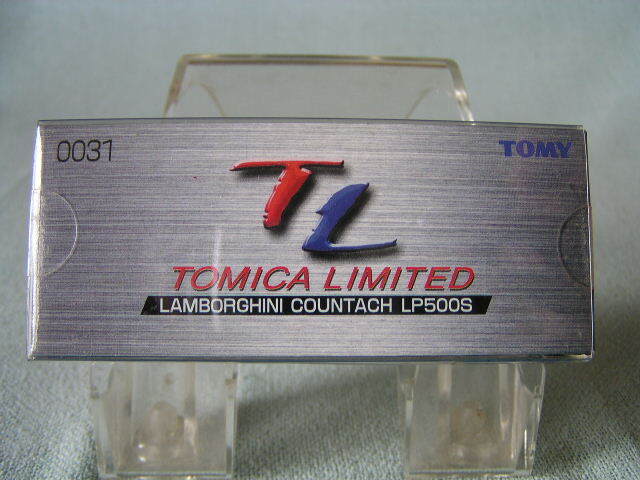 0031
TOMY
TL
TOMICA LIMITED
LAMBORGHINI COUNTACH LP500S